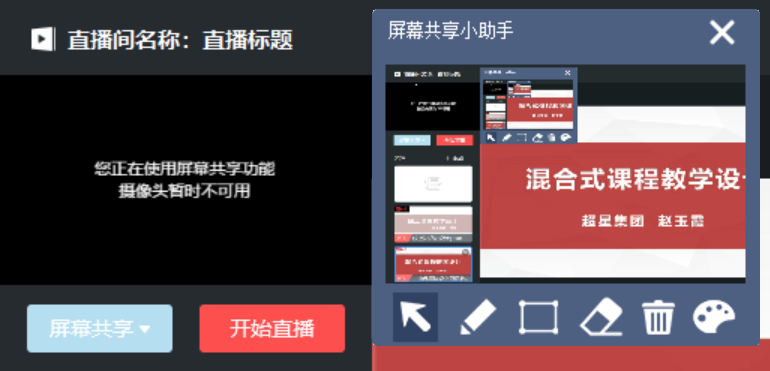 直播间名称：直播标题
您正在使用屏幕共享功能
摄像头暂时不可用
屏幕共享
开始直播
屏幕共享小助手
混合式课程教学设
超星集团 赵玉霞